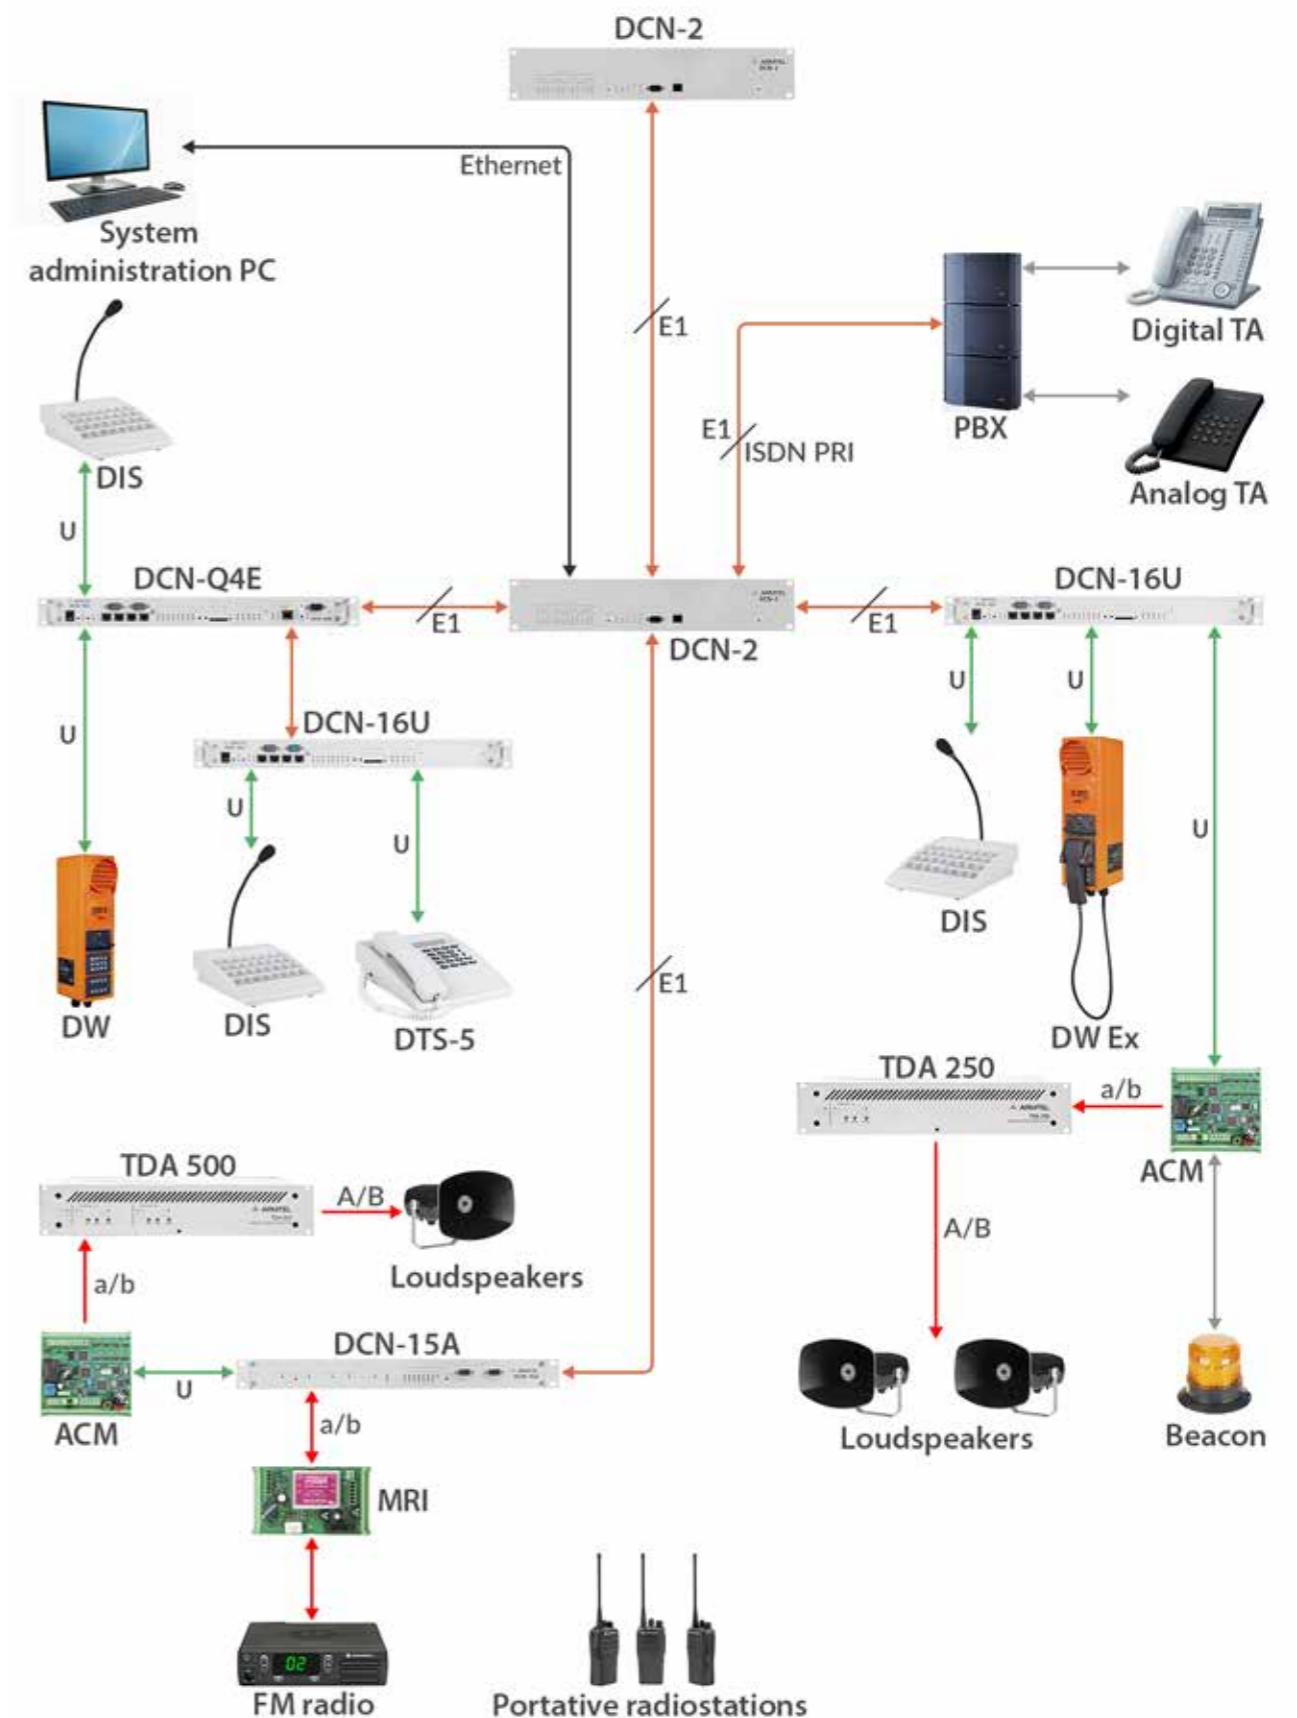 DCN-2
Ethernet
System
administration PC
E1
Digital TA
PBX
E1
ISDN PRI
Analog TA
DIS
U
DCN-Q4E
DCN-16U
E1
E1
DCN-2
U
U
U
DCN-16U
U
U
U
DIS
DW Ex
DW
DIS
DTS-5
E1
TDA 250
a/b
ACM
TDA 500
A/B
Loudspeakers
A/B
a/b
DCN-15A
U
ACM
a/b
Loudspeakers
Beacon
MRI
02
FM radio
Portative radiostations